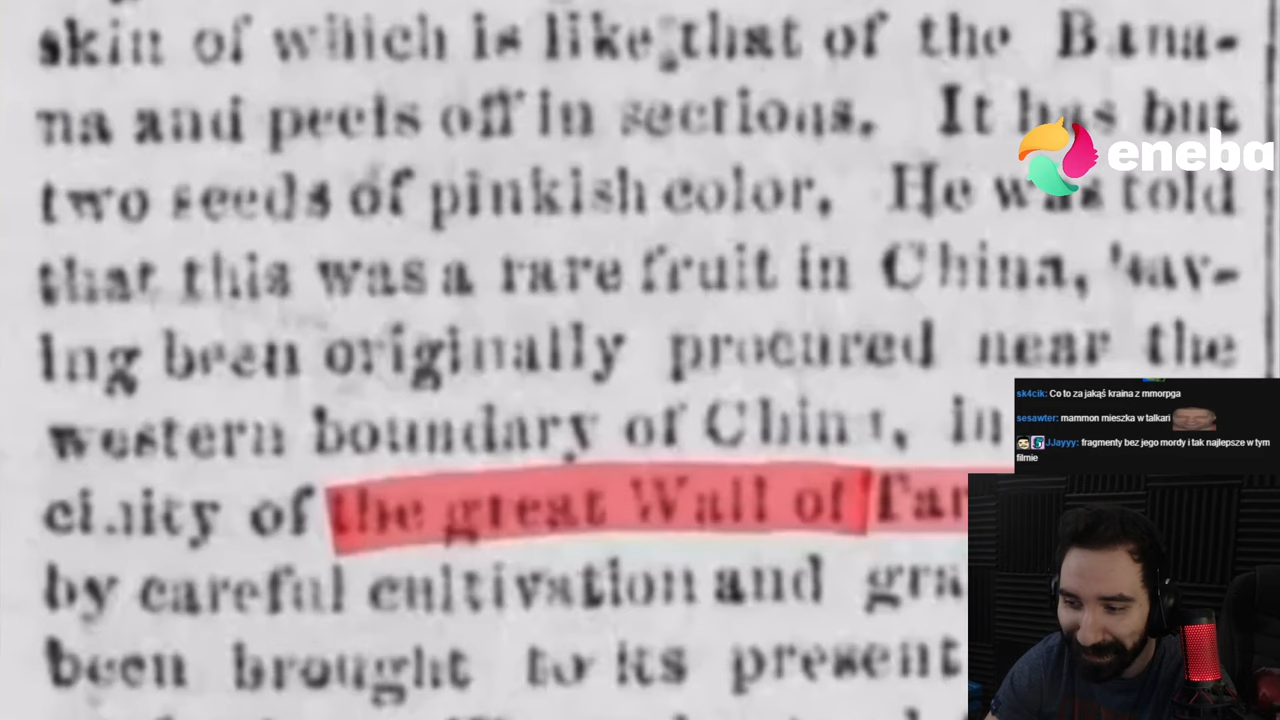 skin of which is like that of the Bana-
na and peels off in sections. It has but
two seeds of pinkish color. He was told
that this was a rare fruit in China, hav-
ing been originally procured near the
western boundary of China, in
cinity of the great Wall of Tar
by careful cultivation and gra
been brought to its present
eneba
sk4cik: Co to za jakąś kraina z mmorpga
sesawter: mammon mieszka w talkari
JJayyy: fragmenty bez jego mordy i tak najlepsze w tym
filmie